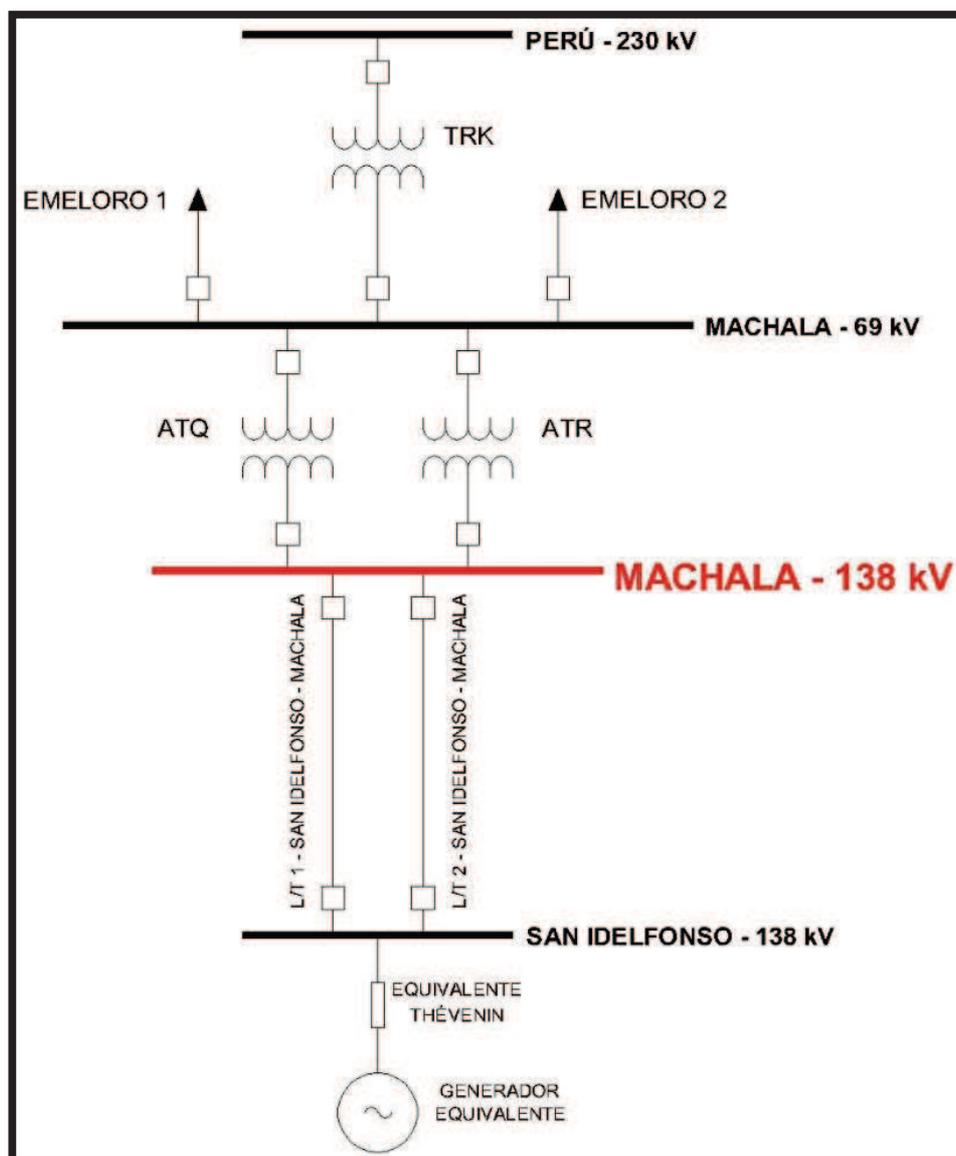 PERÚ - 230 kV
TRK
EMELORO 1
EMELORO 2
MACHALA - 69 kV
ATQ
ATR
MACHALA - 138 kV
L/T 1 - SAN IDELFONSO - MACHALA
L/T 2 - SAN IDELFONSO - MACHALA
SAN IDELFONSO - 138 kV
EQUIVALENTE
THÉVENIN
GENERADOR
EQUIVALENTE